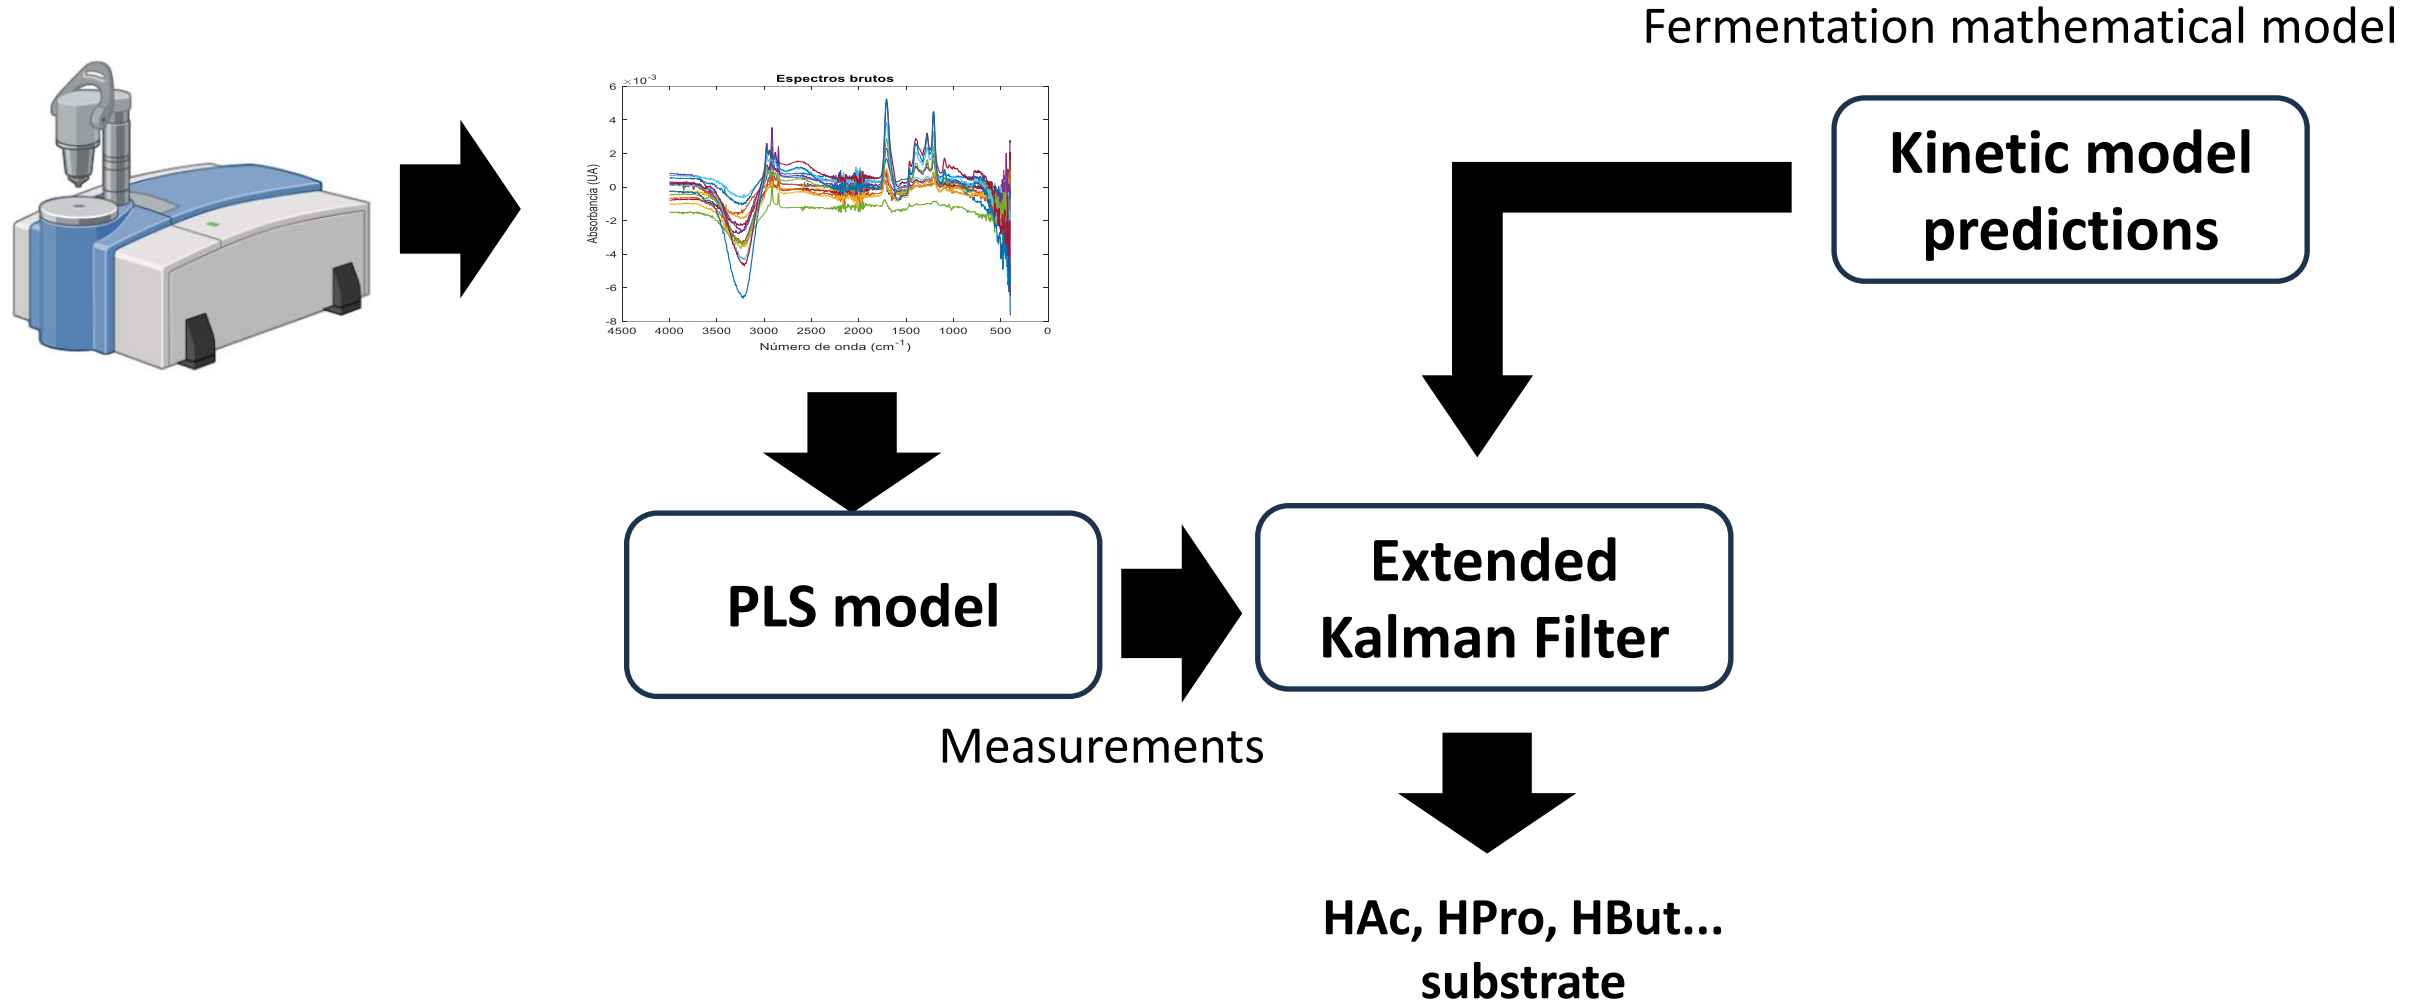 Fermentation mathematical model
Espectros brutos
×10-3
6
4
2
0
-2
-4
-6
-8
Absorbancia (UA)
4500 4000 3500 3000 2500 2000 1500 1000 500 0
Número de onda (cm-1)
Kinetic model
predictions
PLS model
Extended
Kalman Filter
Measurements
HAc, HPro, HBut...
substrate